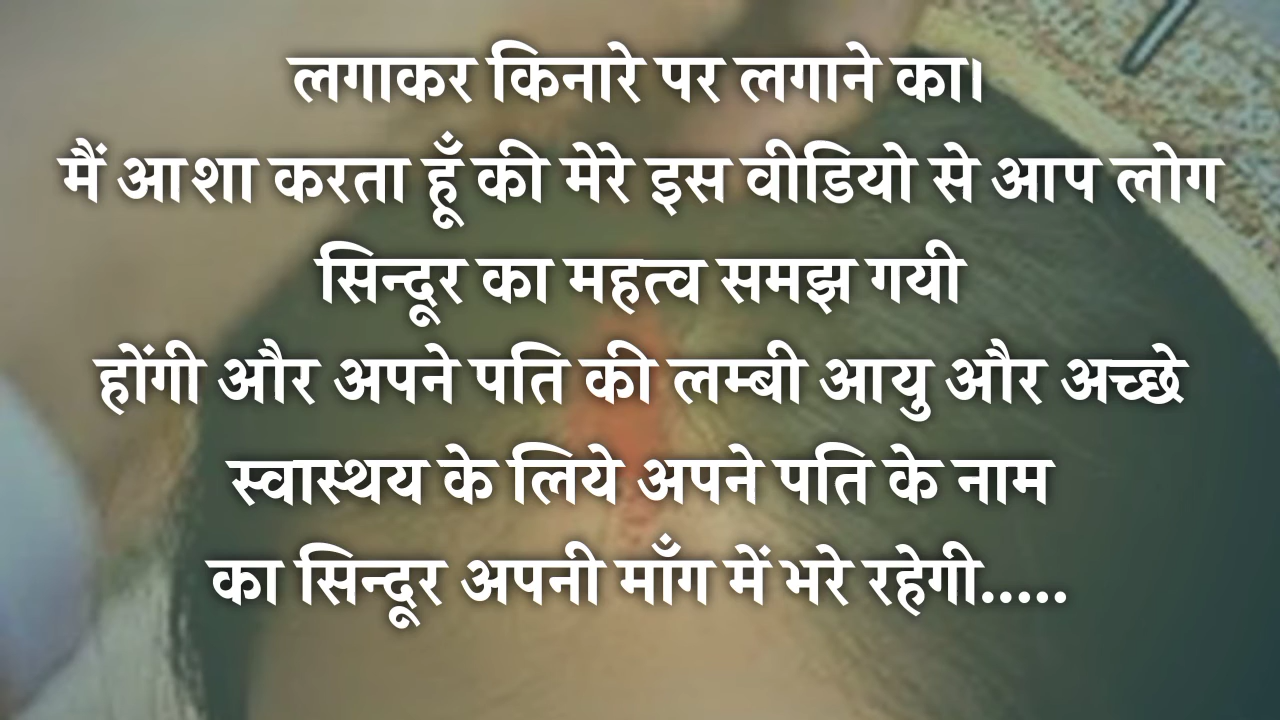 लगाकर किनारे पर लगाने का।
मैं आशा करता हूँ की मेरे इस वीडियो से आप लोग
सिन्दूर का महत्व समझ गयी
होंगी और अपने पति की लम्बी आयु और अच्छे
स्वास्थय के लिये अपने पति के नाम
का सिन्दूर अपनी माँग में भरे रहेगी.....